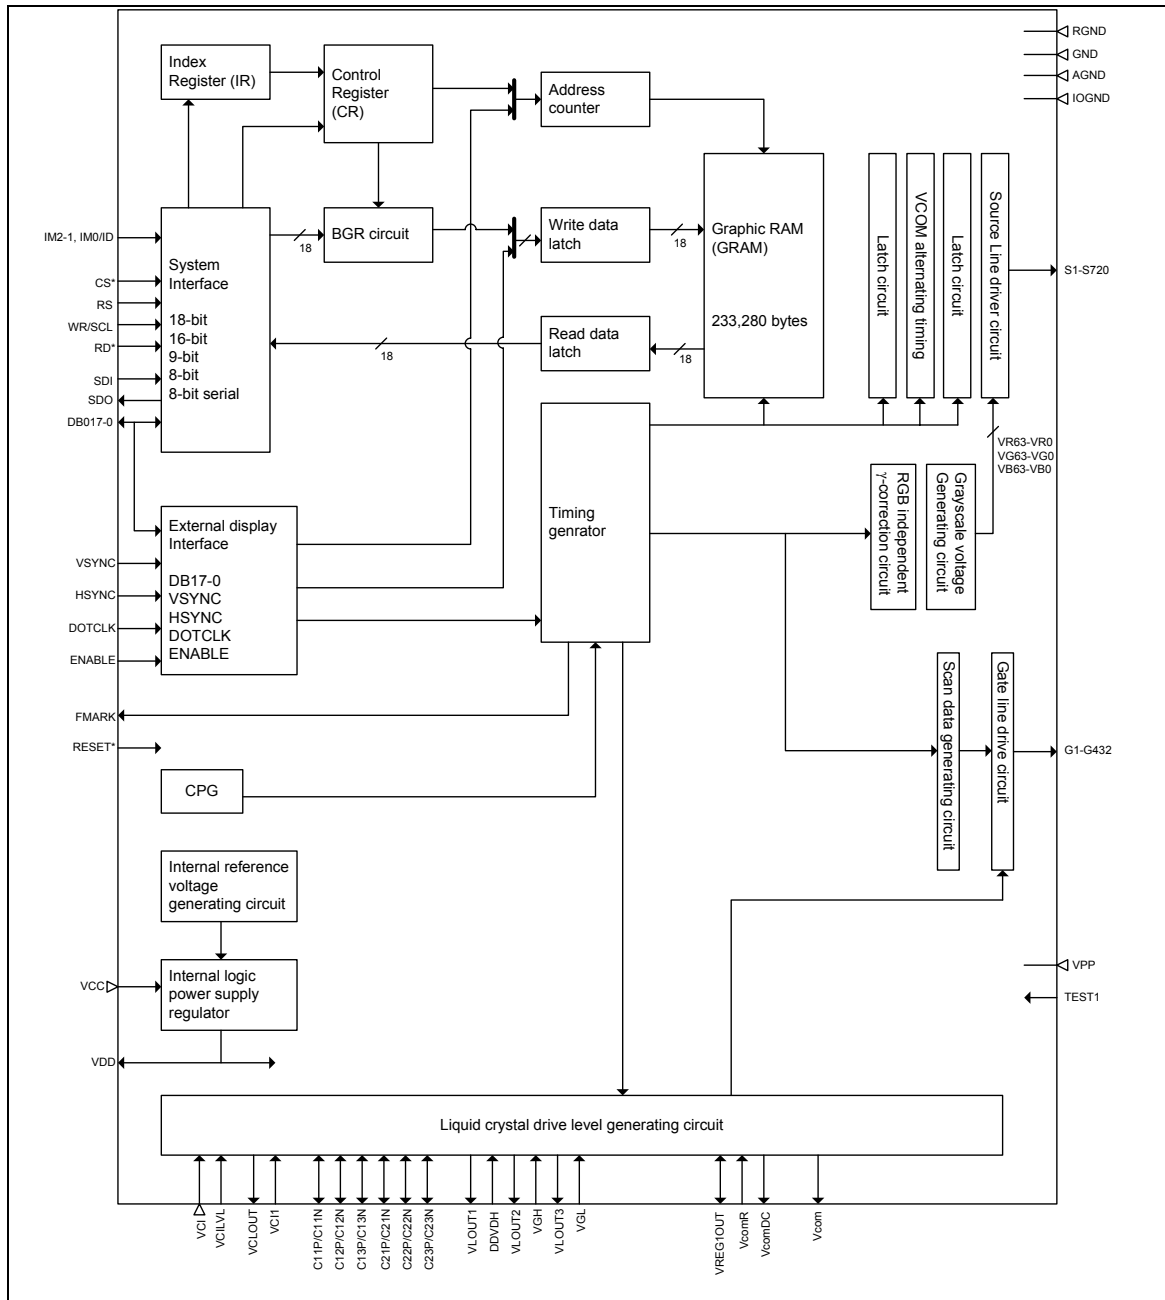 RGND
GND
AGND
IOGND
Index
Register (IR)
Control
Register
(CR)
Address
counter
IM2-1, IM0/ID
CS*
RS
WR/SCL
RD*
SDI
SDO
DB017-0
System
Interface
18-bit
16-bit
9-bit
8-bit
8-bit serial
18
BGR circuit
Write data
latch
18
Graphic RAM
(GRAM)
233,280 bytes
Read data
latch
18
18
Latch circuit
VCOM alternating timing
Latch circuit
Source Line driver circuit
S1-S720
VR63-VR0
VG63-VG0
VB63-VB0
External display
Interface
DB17-0
VSYNC
HSYNC
DOTCLK
ENABLE
VSYNC
HSYNC
DOTCLK
ENABLE
Timing
genrator
RGB independent
γ-correction circuit
Grayscale voltage
Generating circuit
FMARK
RESET*
CPG
Scan data generating circuit
Gate line drive circuit
G1-G432
Internal reference
voltage
generating circuit
VCC
Internal logic
power supply
regulator
VDD
VPP
TEST1
Liquid crystal drive level generating circuit
VCI
VCILVL
VCLOUT
VCI1
C11P/C11N
C12P/C12N
C13P/C13N
C21P/C21N
C22P/C22N
C23P/C23N
VLOUT1
DDVDH
VLOUT2
VGH
VLOUT3
VGL
VREG1OUT
VcomR
VcomDC
Vcom